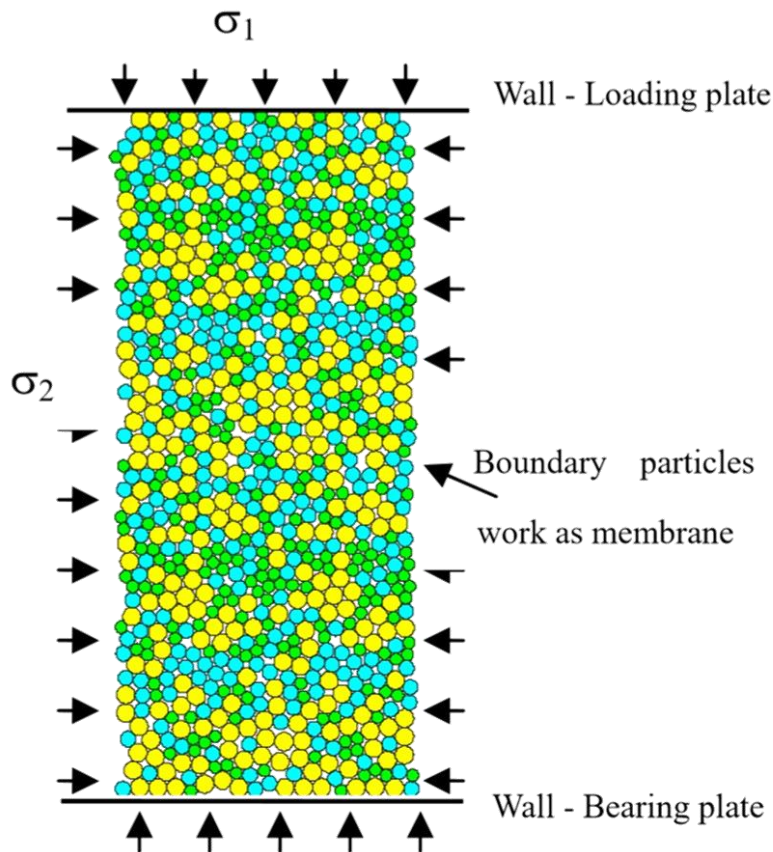 σ1
Wall - Loading plate
σ2
Boundary particles
work as membrane
Wall - Bearing plate